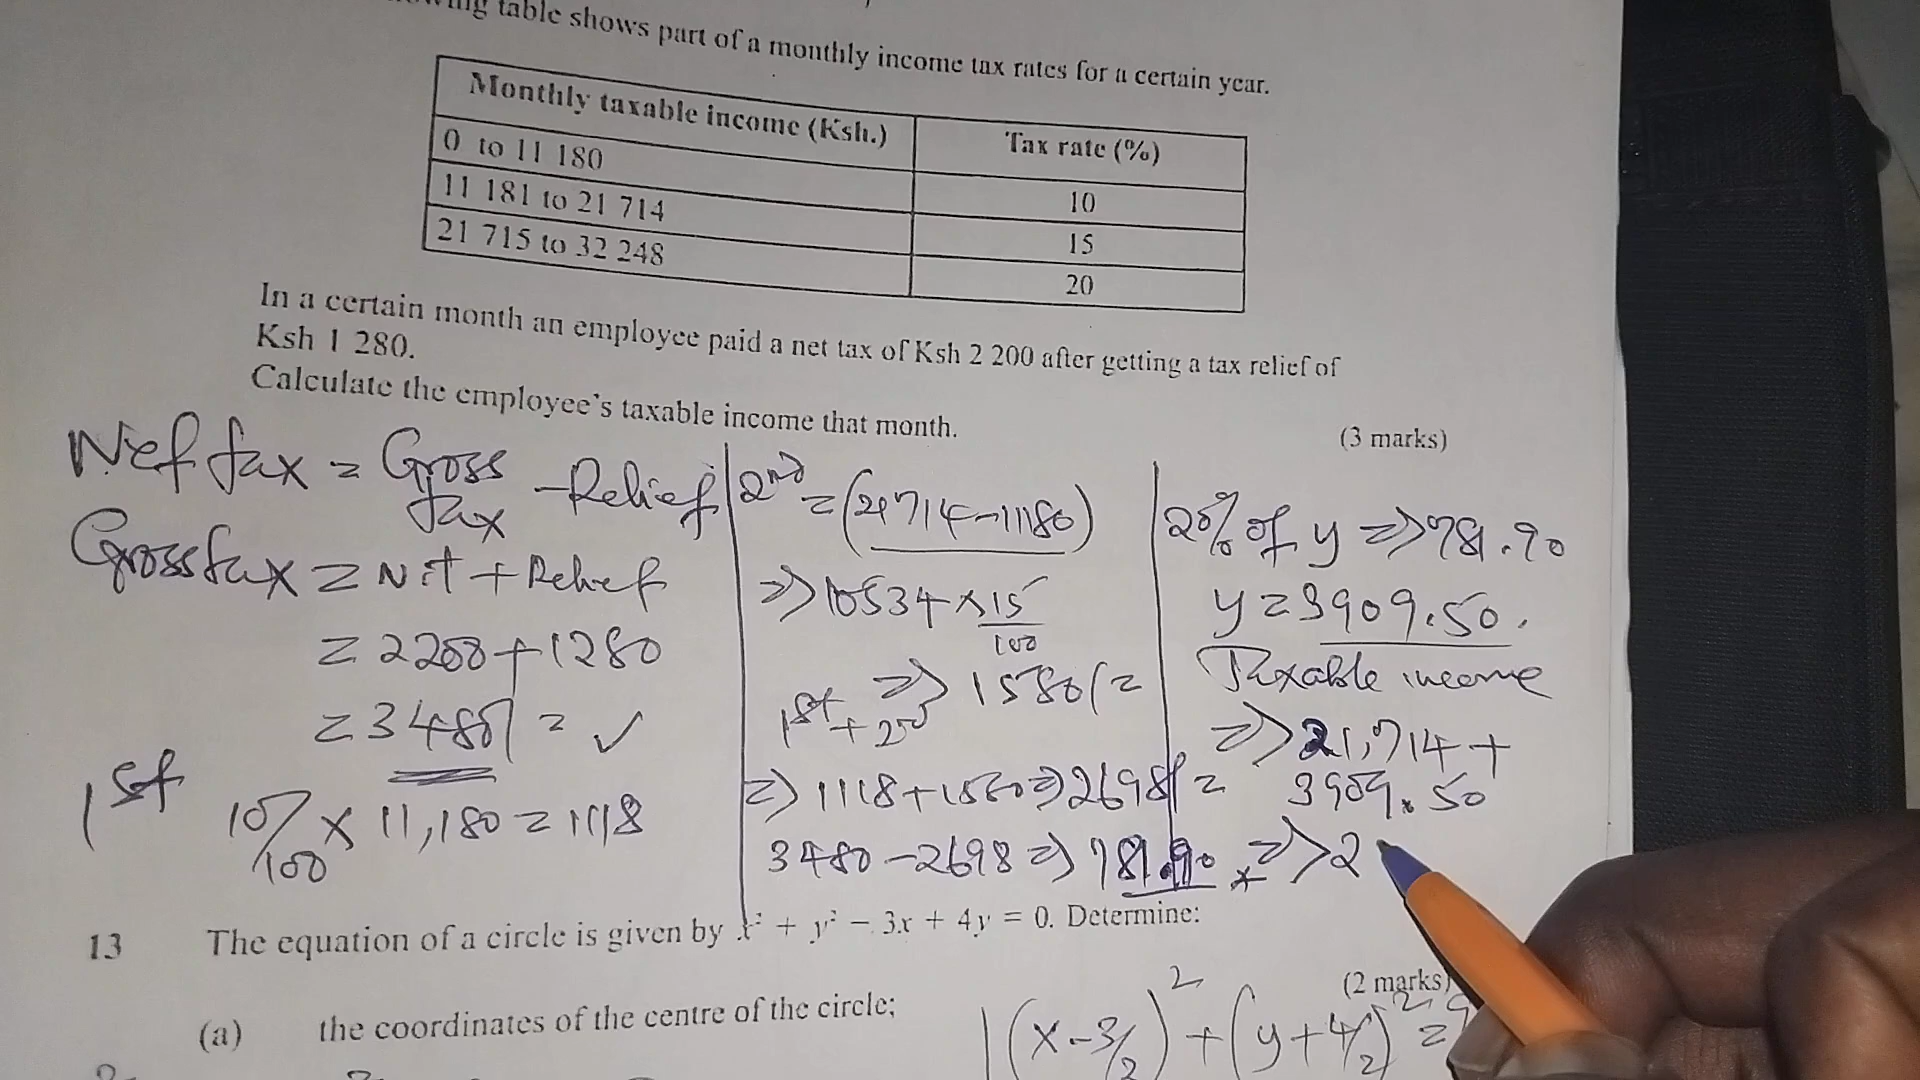 table shows part of a monthly income tax rates for a certain year.
Monthly taxable income (Ksh.) Tax rate (%)
0 to 11 180 10
11 181 to 21 714 15
21 715 to 32 248 20
In a certain month an employee paid a net tax of Ksh 2 200 after getting a tax relief of
Ksh 1 280.
Calculate the employee's taxable income that month. (3 marks)
Net tax = Gross tax - Relief
Gross tax = Net + Relief
= 2200 + 1280
= 3480/= ✓
1st
10/100 × 11,180 = 1118
2nd = (21714 - 11180)
=> 10534 × 15/100
=> 1580/=
1st + 2nd
=> 1118 + 1580 => 2698/=
3480 - 2698 => 781.90
20% of y => 781.90
y = 3909.50.
Taxable income
=> 21,714 +
3909.50
=> 2
13 The equation of a circle is given by x² + y² − 3x + 4y = 0. Determine:
(a) the coordinates of the centre of the circle; (2 marks)
(x - 3/2)² + (y + 4/2)² =